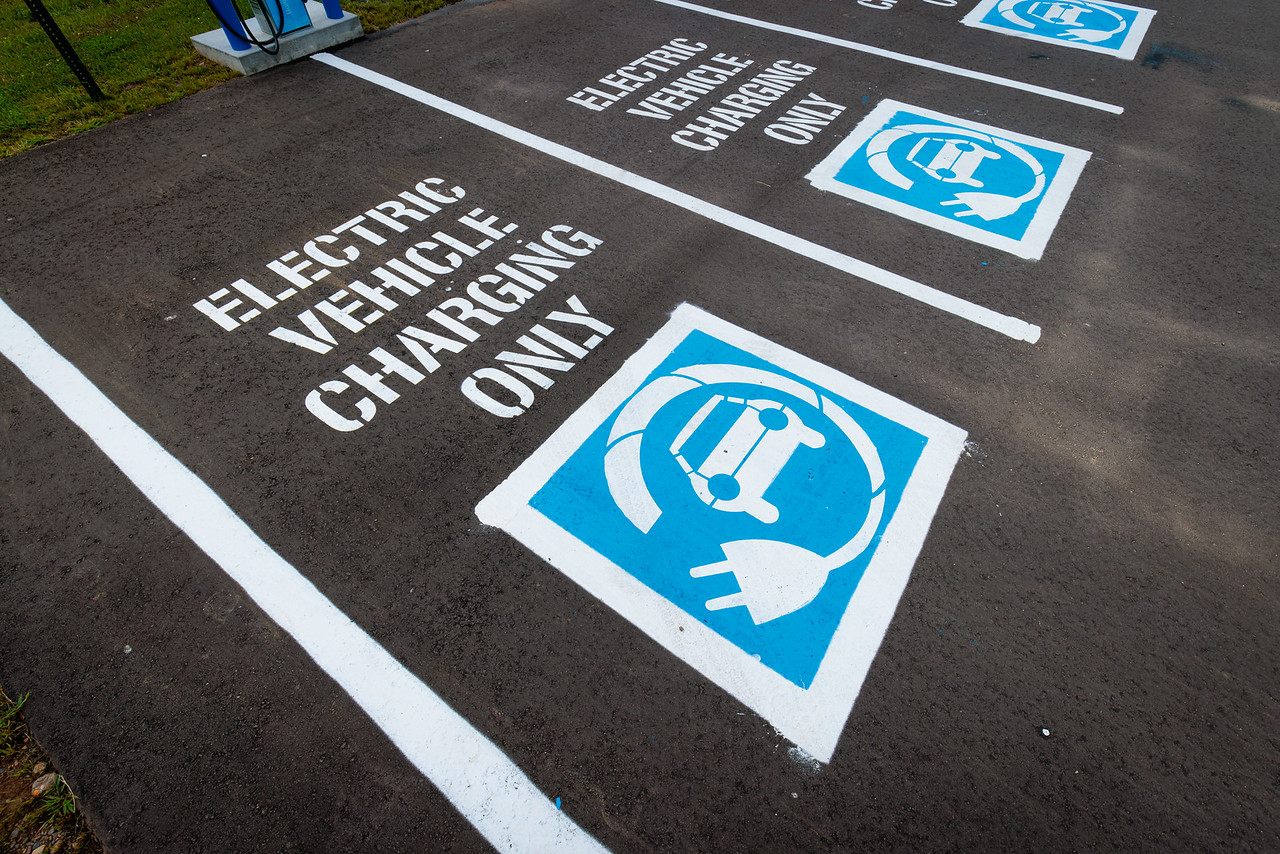 ELECTRIC
VEHICLE
CHARGING
ONLY
ELECTRIC
VEHICLE
CHARGING
ONLY